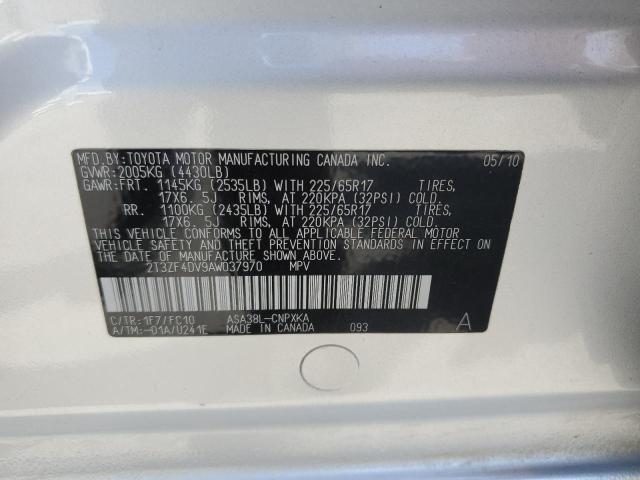 MFD.BY:TOYOTA MOTOR MANUFACTURING CANADA INC. 05/10
GVWR:2005KG (4430LB)
GAWR:FRT. 1145KG (2535LB) WITH 225/65R17 TIRES,
17X6. 5J RIMS, AT 220KPA (32PSI) COLD.
RR. 1100KG (2435LB) WITH 225/65R17 TIRES,
17X6. 5J RIMS, AT 220KPA (32PSI) COLD.
THIS VEHICLE CONFORMS TO ALL APPLICABLE FEDERAL MOTOR
VEHICLE SAFETY AND THEFT PREVENTION STANDARDS IN EFFECT ON
THE DATE OF MANUFACTURE SHOWN ABOVE.
2T3ZF4DV9AW037970 MPV
C/TR:1F7/FC10 ASA38L-CNPXKA
A/TM:-01A/U241E MADE IN CANADA 093 A